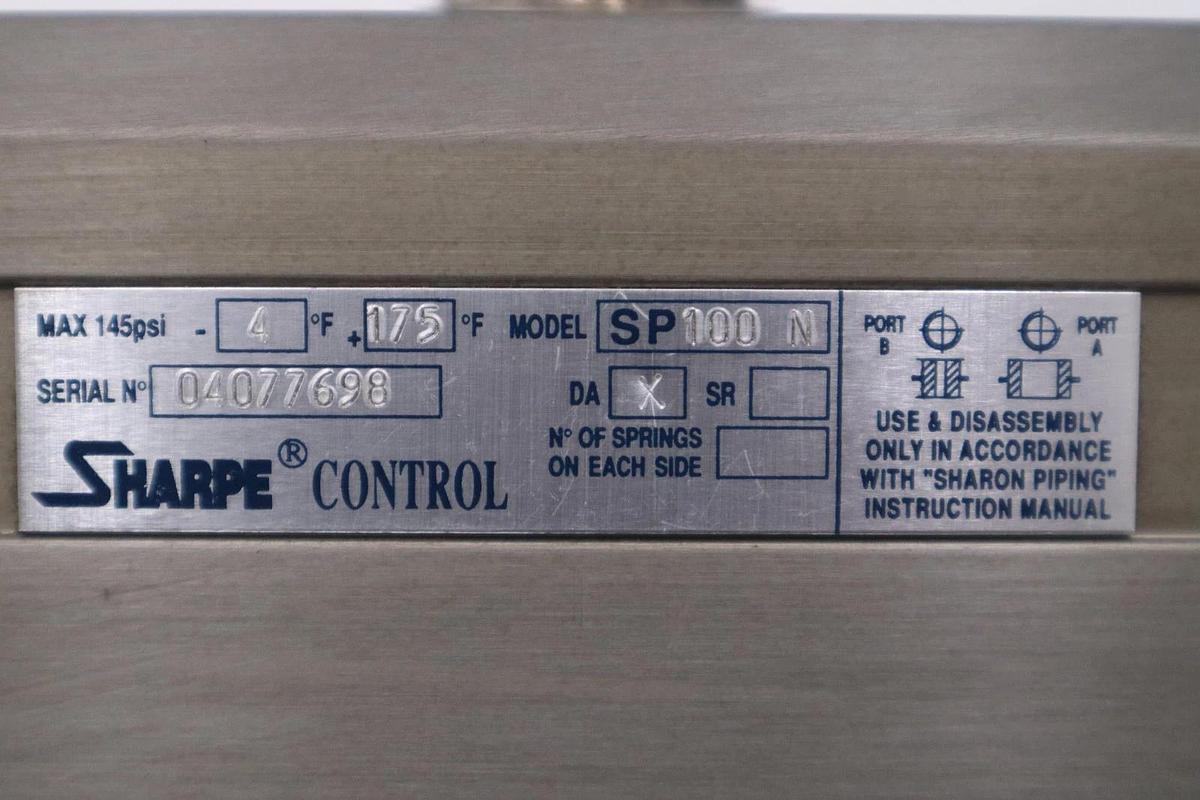 MAX 145psi - 4 °F + 175 °F MODEL SP100 N
SERIAL N° 04077698 DA X SR
N° OF SPRINGS
ON EACH SIDE
SHARPE® CONTROL
PORT B PORT A
USE & DISASSEMBLY
ONLY IN ACCORDANCE
WITH "SHARON PIPING"
INSTRUCTION MANUAL